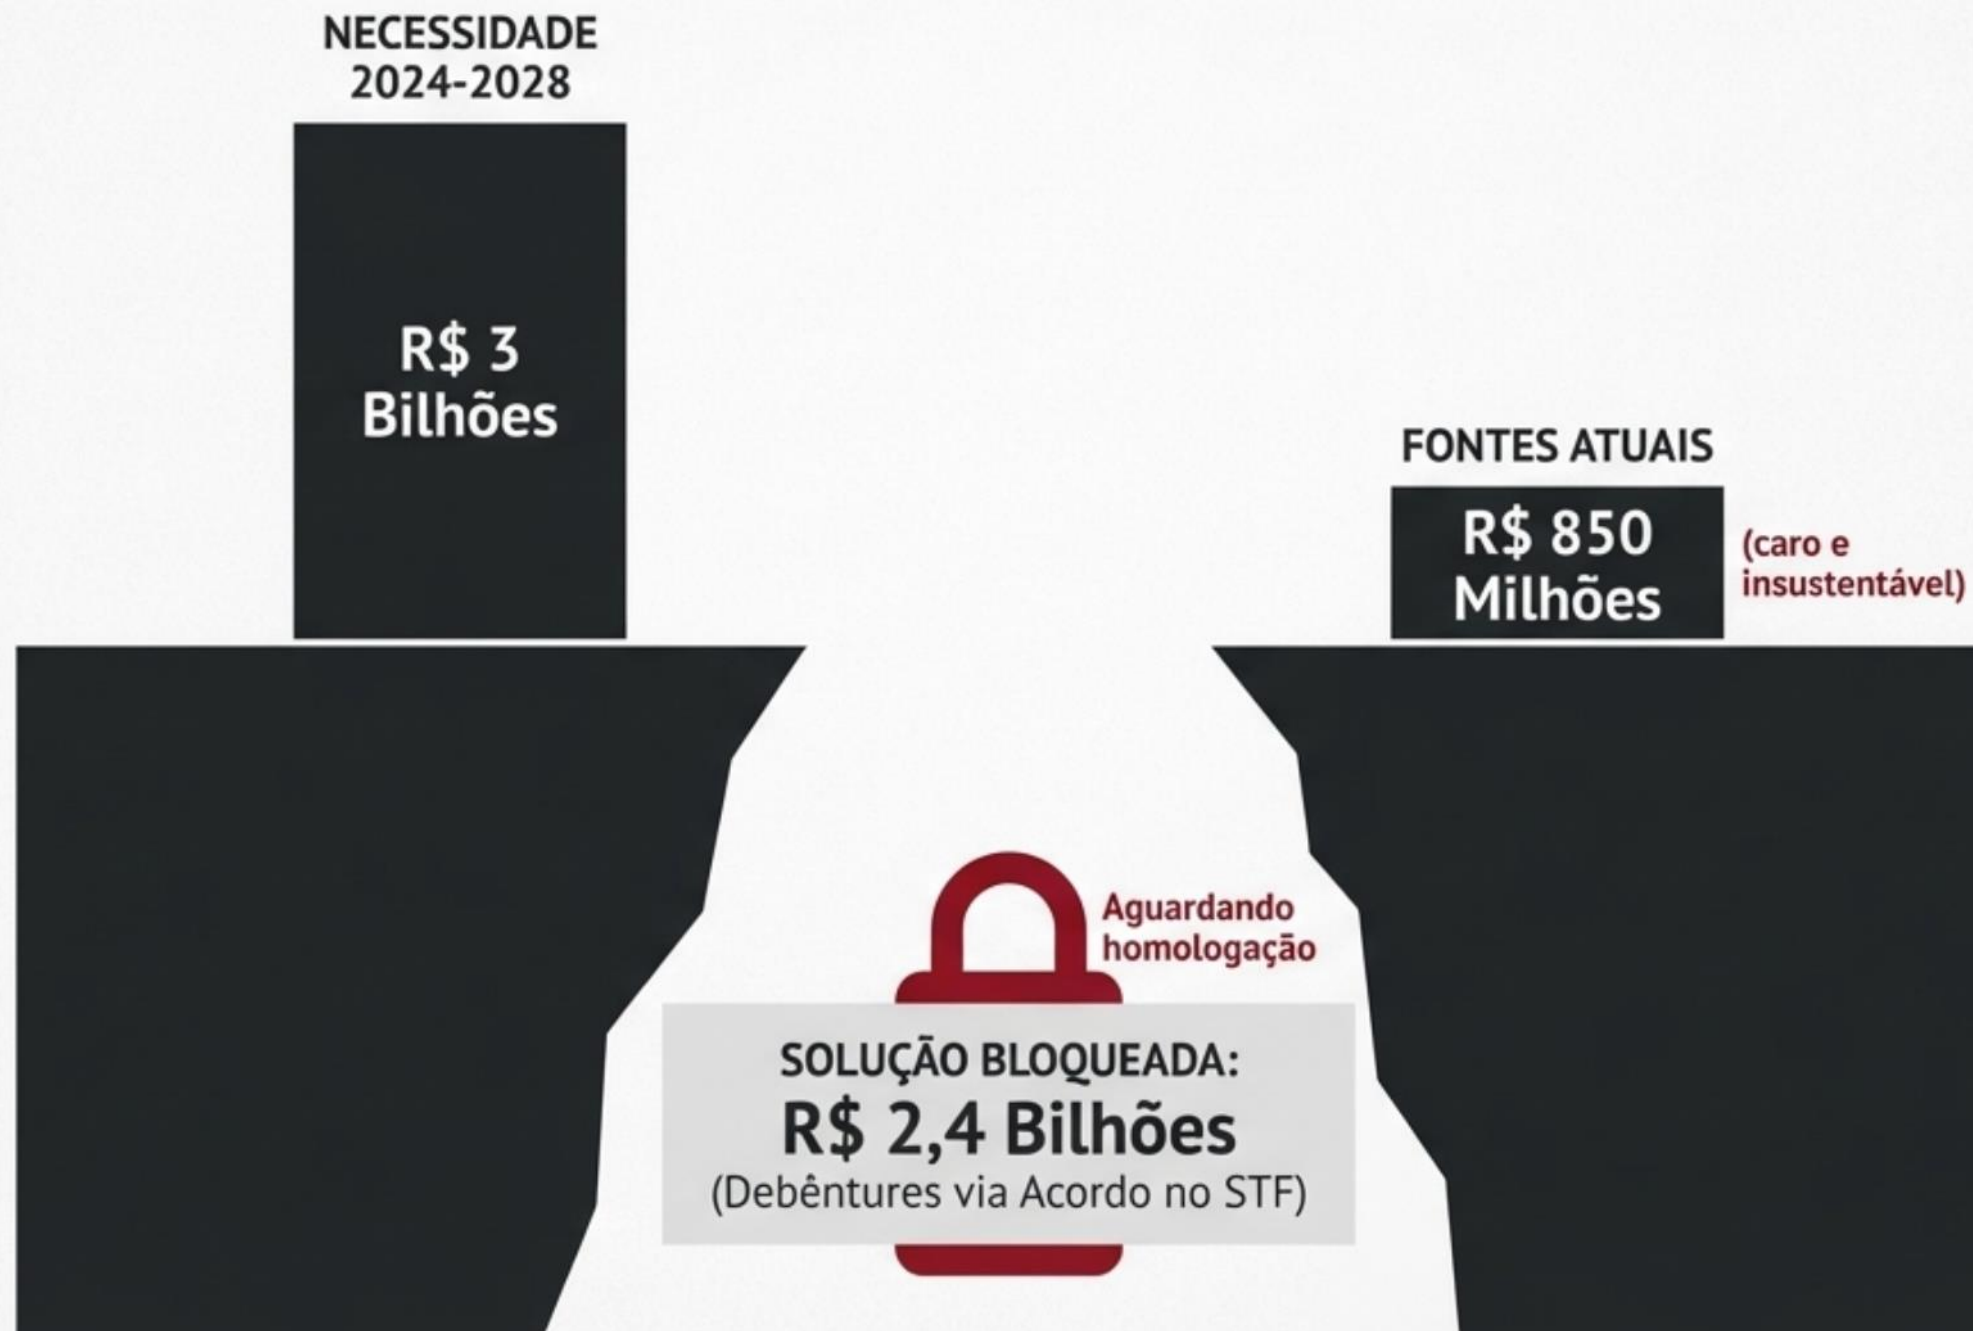 NECESSIDADE
2024-2028
R$ 3
Bilhões
FONTES ATUAIS
R$ 850
Milhões
(caro e
insustentável)
Aguardando
homologação
SOLUÇÃO BLOQUEADA:
R$ 2,4 Bilhões
(Debêntures via Acordo no STF)